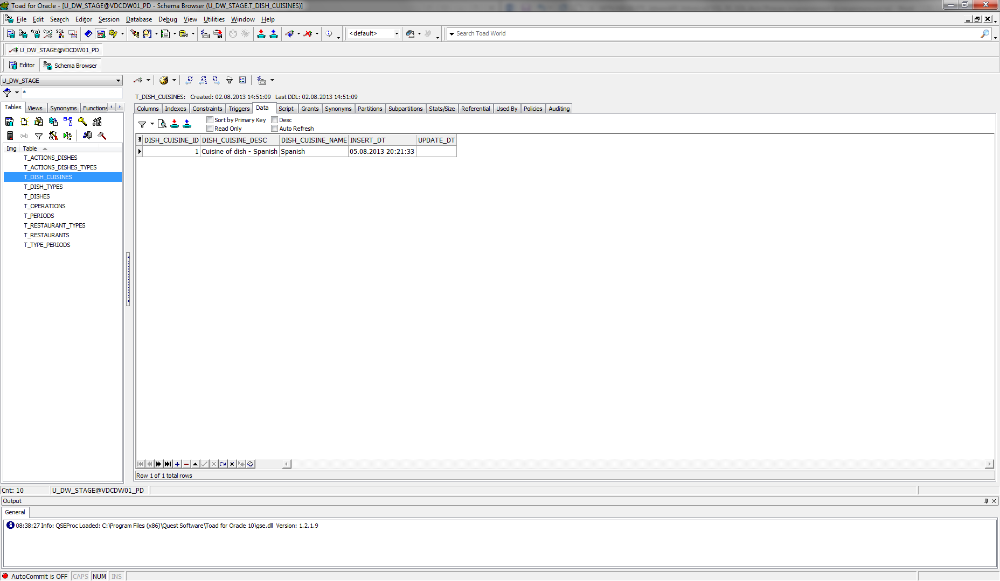 Toad for Oracle - [U_DW_STAGE@VDCDW01_PD - Schema Browser (U_DW_STAGE.T_DISH_CUISINES)]
File Edit Search Editor Session Database Debug View Utilities Window Help
<default> Search Toad World
U_DW_STAGE@VDCDW01_PD
Editor Schema Browser
U_DW_STAGE
*
T_DISH_CUISINES: Created: 02.08.2013 14:51:09 Last DDL: 02.08.2013 14:51:09
Tables Views Synonyms Functions
Columns Indexes Constraints Triggers Data Script Grants Synonyms Partitions Subpartitions Stats/Size Referential Used By Policies Auditing
Sort by Primary Key Desc
Read Only Auto Refresh
Img Table
T_ACTIONS_DISHES
T_ACTIONS_DISHES_TYPES
T_DISH_CUISINES
T_DISH_TYPES
T_DISHES
T_OPERATIONS
T_PERIODS
T_RESTAURANT_TYPES
T_RESTAURANTS
T_TYPE_PERIODS
DISH_CUISINE_ID DISH_CUISINE_DESC DISH_CUISINE_NAME INSERT_DT UPDATE_DT
1 Cuisine of dish - Spanish Spanish 05.08.2013 20:21:33
Row 1 of 1 total rows
Cnt: 10 U_DW_STAGE@VDCDW01_PD
Output
General
08:38:27 Info: QSEProc Loaded: C:\Program Files (x86)\Quest Software\Toad for Oracle 10\qse.dll Version: 1.2.1.9
AutoCommit is OFF CAPS NUM INS